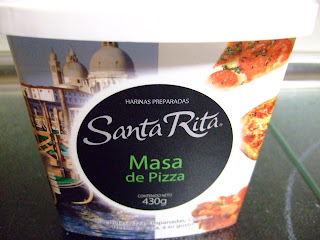 HARINAS PREPARADAS
Santa Rita®
Masa
de Pizza
CONTENIDO NETO
430g